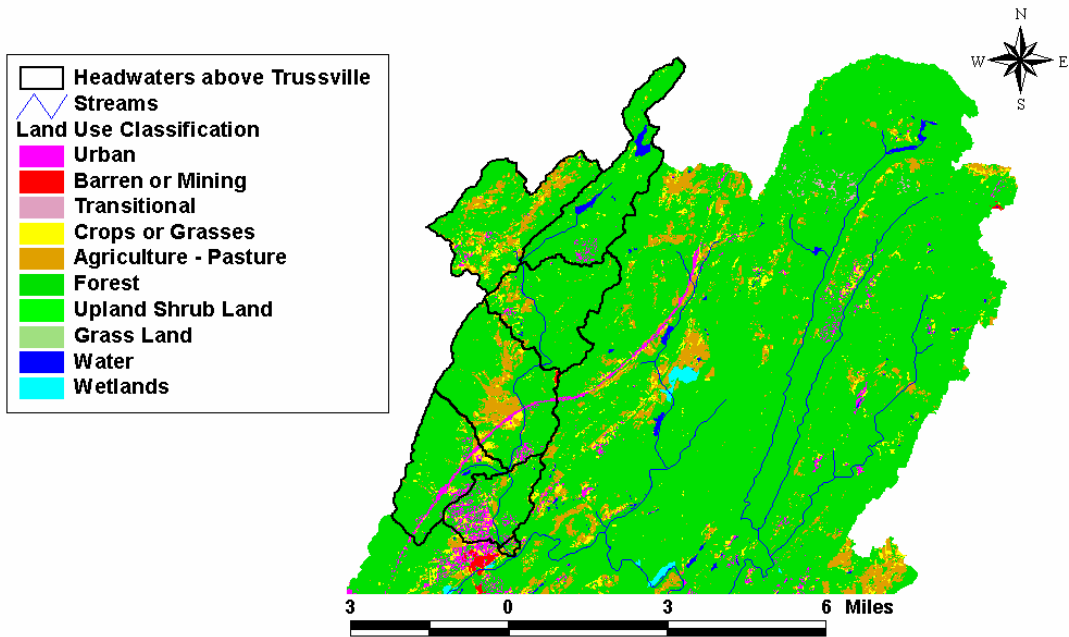 N
W E
S
Headwaters above Trussville
Streams
Land Use Classification
Urban
Barren or Mining
Transitional
Crops or Grasses
Agriculture - Pasture
Forest
Upland Shrub Land
Grass Land
Water
Wetlands
3 0 3 6 Miles